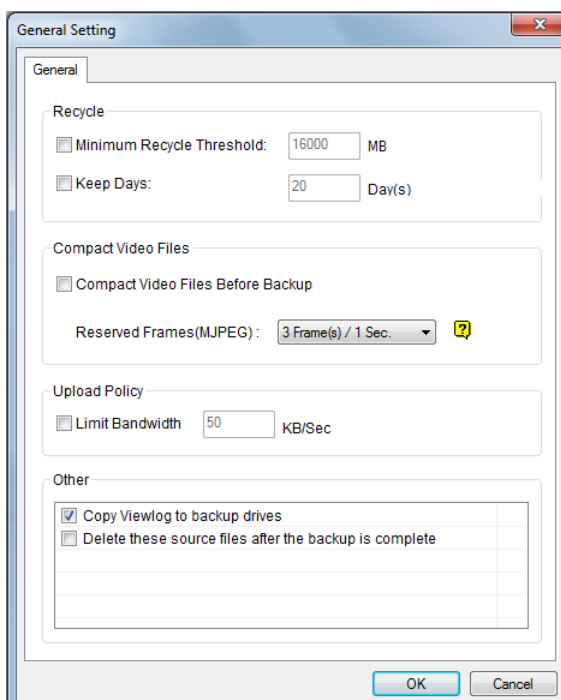 General Setting
General
Recycle
Minimum Recycle Threshold: 16000 MB
Keep Days: 20 Day(s)
Compact Video Files
Compact Video Files Before Backup
Reserved Frames(MJPEG) : 3 Frame(s) / 1 Sec.
?
Upload Policy
Limit Bandwidth 50 KB/Sec
Other
Copy Viewlog to backup drives
Delete these source files after the backup is complete
OK Cancel